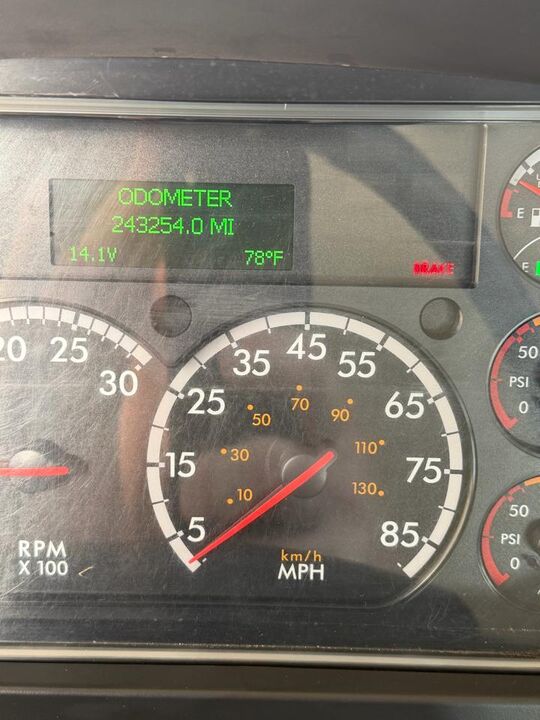 ODOMETER
243254.0 MI
14.1V 78°F
BRAKE
E
E
20 25 30
RPM
X 100
5 15 25 35 45 55 65 75 85
10 30 50 70 90 110 130
km/h
MPH
50
PSI
0
50
PSI
0